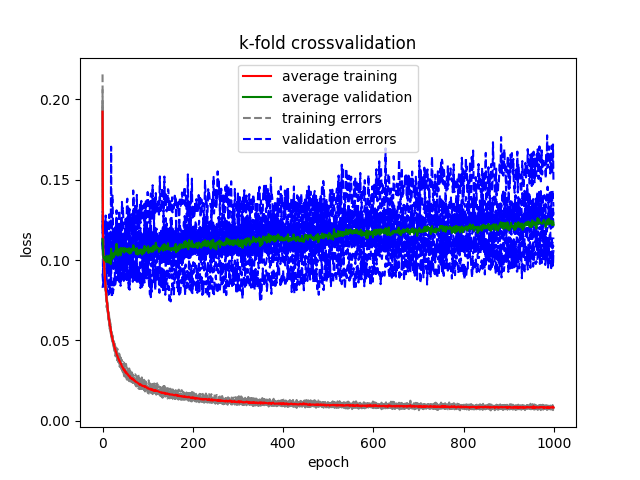 k-fold crossvalidation
average training
average validation
training errors
validation errors
loss
0.20
0.15
0.10
0.05
0.00
0
200
400
600
800
1000
epoch